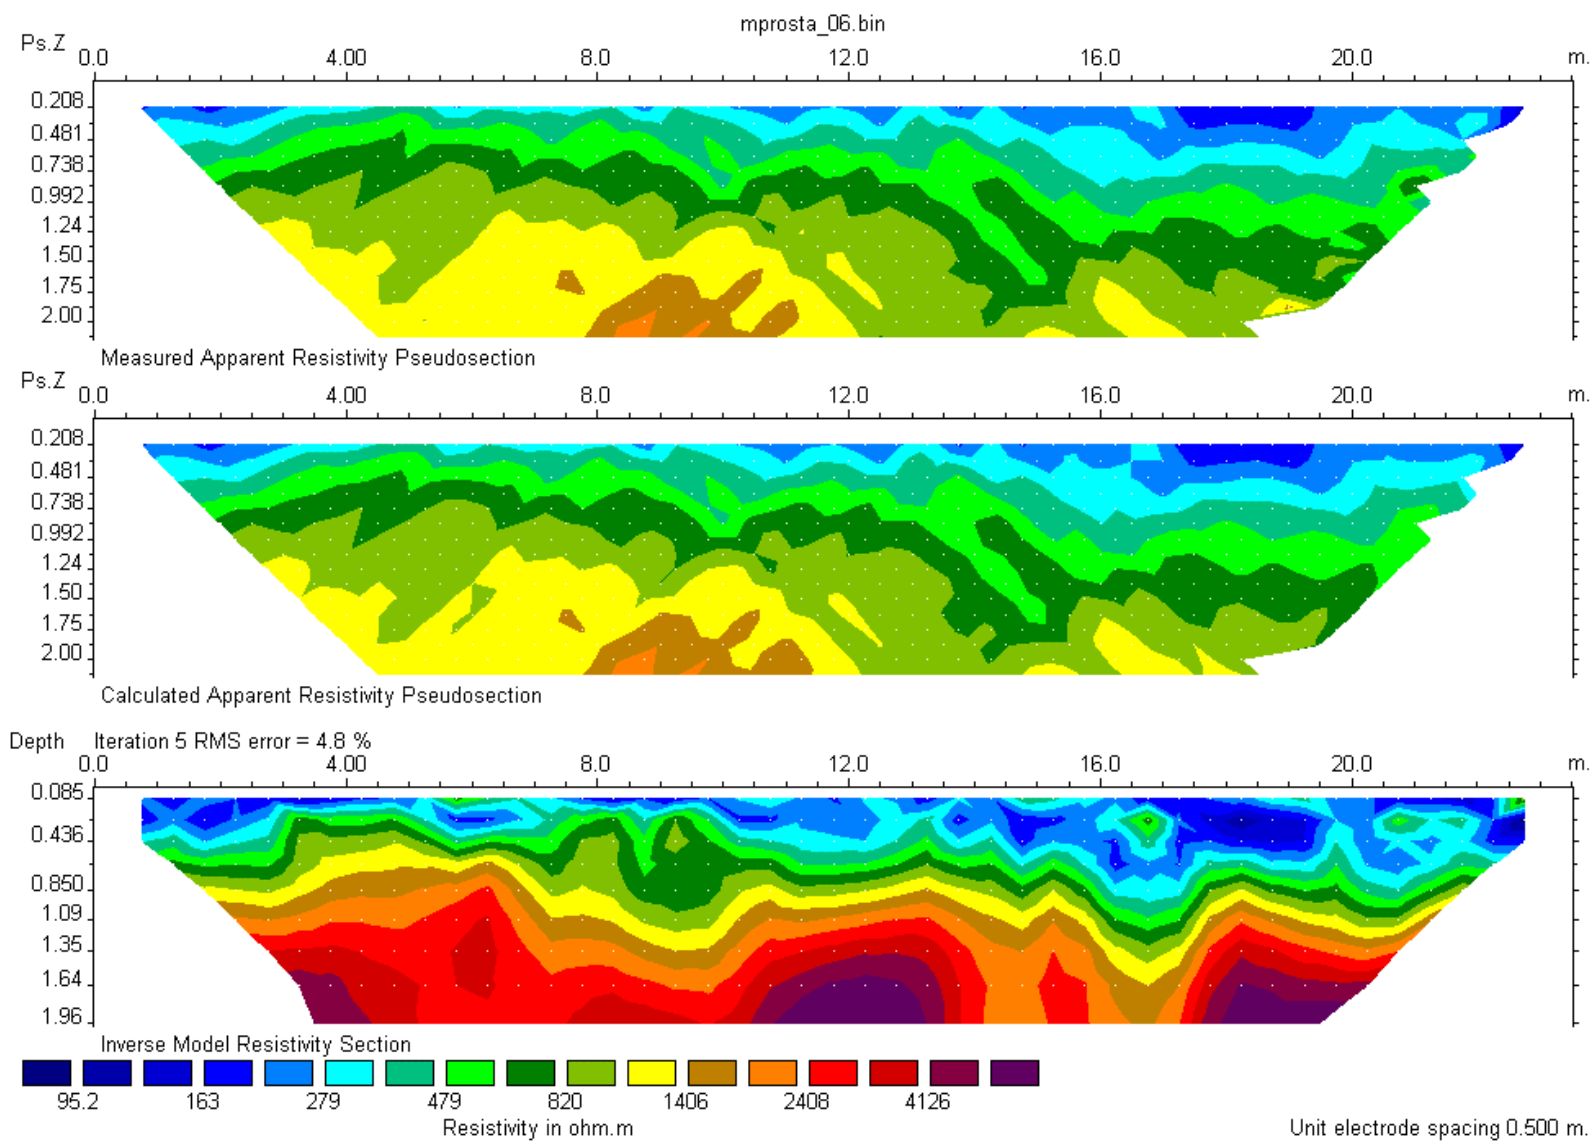 mprosta_06.bin
Ps.Z
0.0 4.00 8.0 12.0 16.0 20.0 m.
0.208
0.481
0.738
0.992
1.24
1.50
1.75
2.00
Measured Apparent Resistivity Pseudosection
Ps.Z
0.0 4.00 8.0 12.0 16.0 20.0 m.
0.208
0.481
0.738
0.992
1.24
1.50
1.75
2.00
Calculated Apparent Resistivity Pseudosection
Depth Iteration 5 RMS error = 4.8 %
0.0 4.00 8.0 12.0 16.0 20.0 m.
0.085
0.436
0.850
1.09
1.35
1.64
1.96
Inverse Model Resistivity Section
95.2 163 279 479 820 1406 2408 4126
Resistivity in ohm.m
Unit electrode spacing 0.500 m.